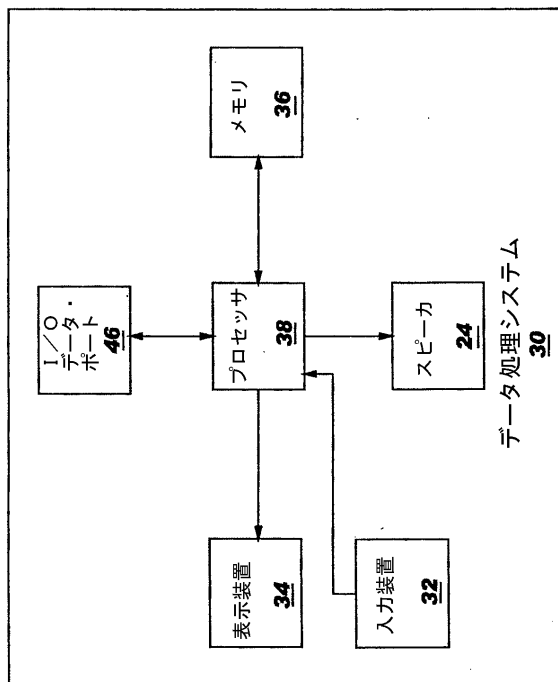 I/O
データ・
ポート
46
表示装置
34
プロセッサ
38
メモリ
36
入力装置
32
スピーカ
24
データ処理システム
30